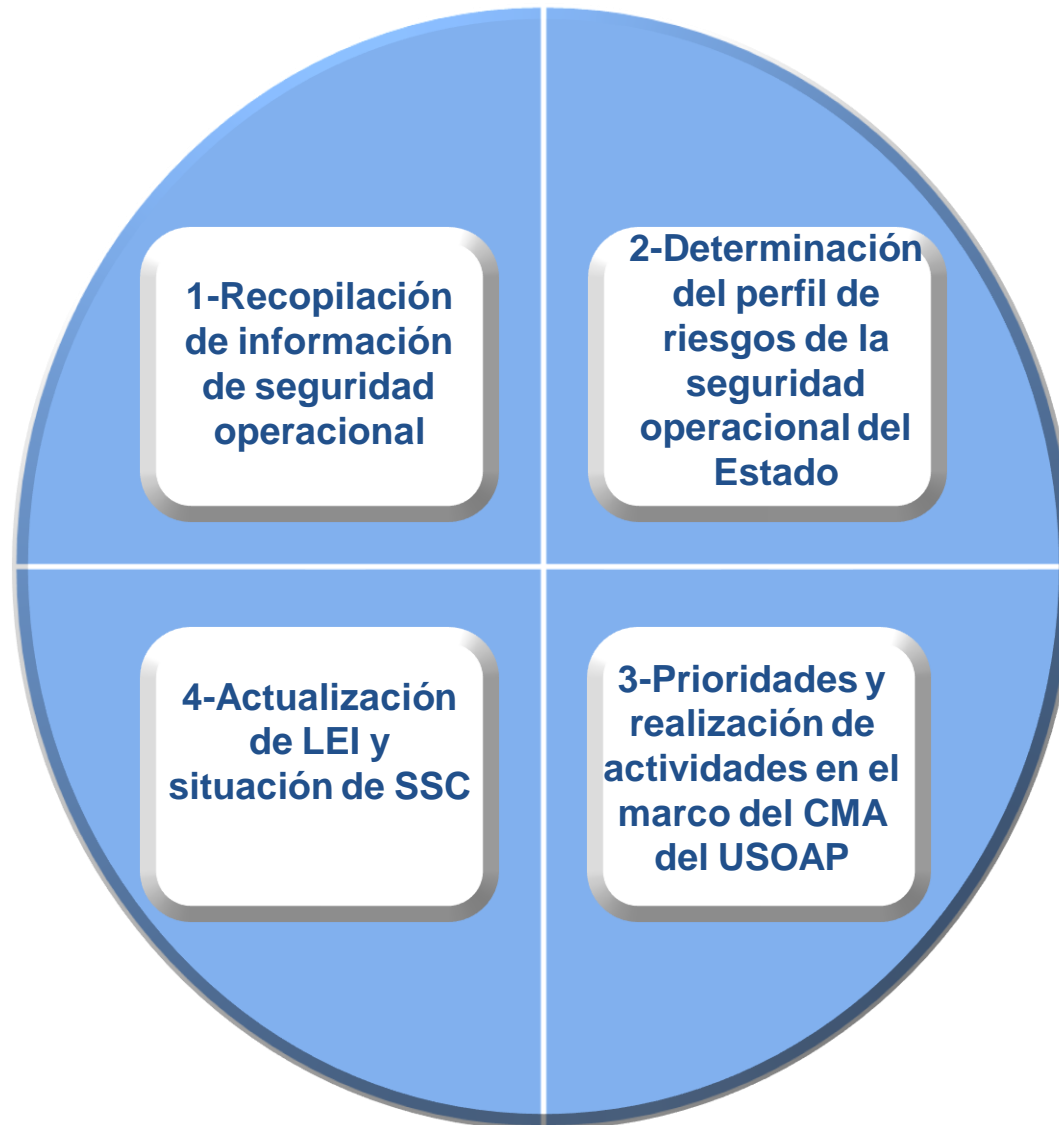 1-Recopilación
de información
de seguridad
operacional
2-Determinación
del perfil de
riesgos de la
seguridad
operacional del
Estado
3-Prioridades y
realización de
actividades en el
marco del CMA
del USOAP
4-Actualización
de LEI y
situación de SSC